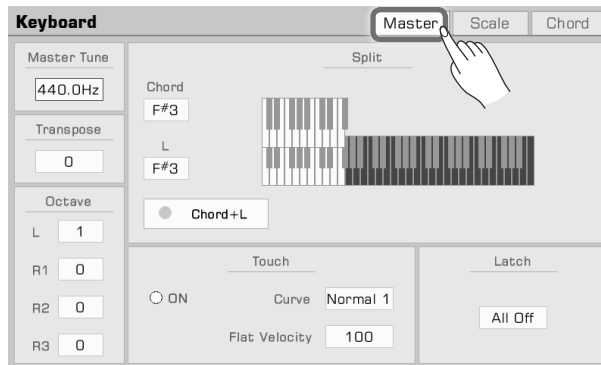 Keyboard
Master
Scale
Chord
Master Tune
440.0Hz
Transpose
0
Octave
L 1
R1 0
R2 0
R3 0
Split
Chord
F#3
L
F#3
Chord+L
Touch
ON
Curve Normal 1
Flat Velocity 100
Latch
All Off